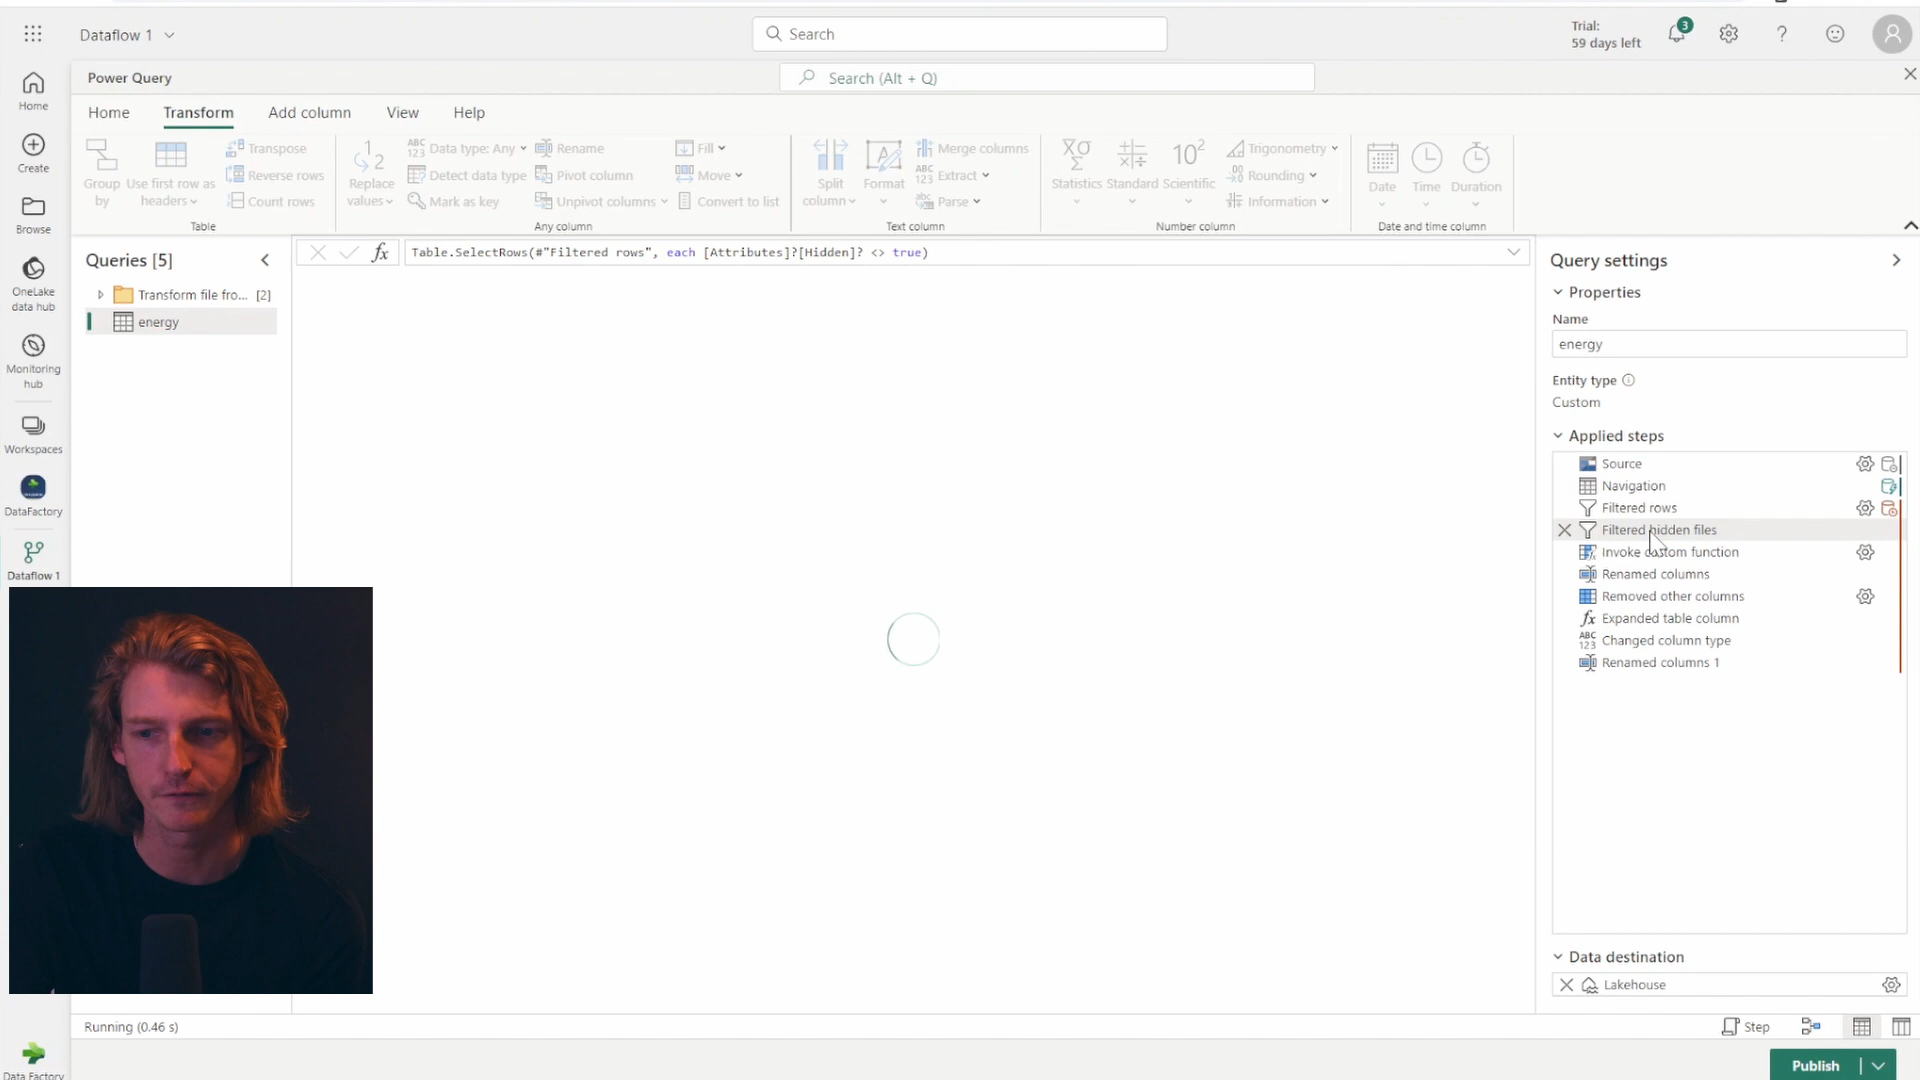 Dataflow 1
Search
Trial:
59 days left
3
Power Query
Search (Alt + Q)
Home
Transform
Add column
View
Help
Home
Create
Browse
OneLake
data hub
Monitoring
hub
Workspaces
DataFactory
Dataflow 1
Data Factory
Group
by
Use first row as
headers
Transpose
Reverse rows
Count rows
Table
Replace
values
Data type: Any
Detect data type
Mark as key
Rename
Pivot column
Unpivot columns
Fill
Move
Convert to list
Any column
Split
column
Format
Merge columns
Extract
Parse
Text column
Statistics
Standard
Scientific
Trigonometry
Rounding
Information
Number column
Date
Time
Duration
Date and time column
Queries [5]
Transform file fro... [2]
energy
fx
Table.SelectRows(#"Filtered rows", each [Attributes]?[Hidden]? <> true)
Query settings
Properties
Name
energy
Entity type
Custom
Applied steps
Source
Navigation
Filtered rows
Filtered hidden files
Invoke custom function
Renamed columns
Removed other columns
fx Expanded table column
ABC
123
Changed column type
Renamed columns 1
Data destination
Lakehouse
Running (0.46 s)
Step
Publish